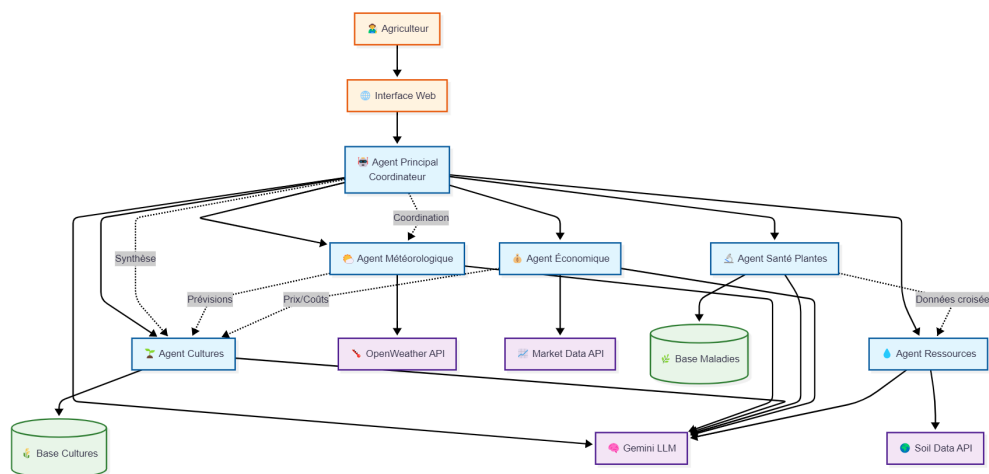 Agriculteur
Interface Web
Agent Principal
Coordinateur
Coordination
Synthèse
Agent Météorologique
Agent Économique
Agent Santé Plantes
Prévisions
Prix/Coûts
Données croisées
Agent Cultures
OpenWeather API
Market Data API
Base Maladies
Agent Ressources
Base Cultures
Gemini LLM
Soil Data API